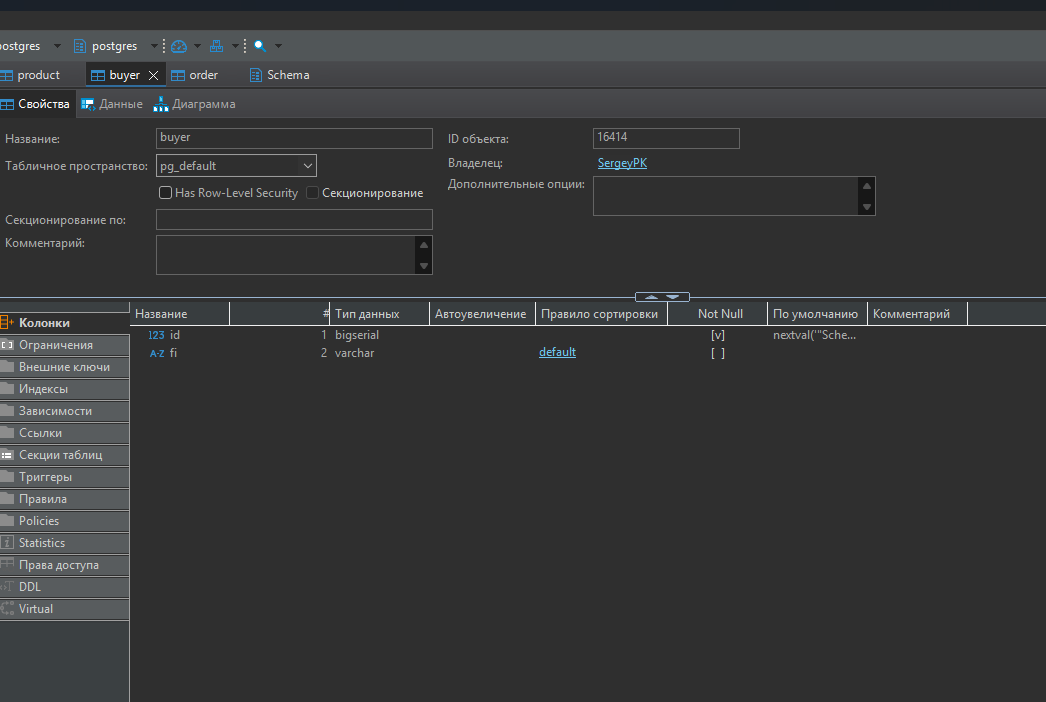 postgres postgres
product buyer order Schema
Свойства Данные Диаграмма
Название: buyer ID объекта: 16414
Табличное пространство: pg_default Владелец: SergeyPK
Дополнительные опции:
Has Row-Level Security Секционирование
Секционирование по:
Комментарий:
Название # Тип данных Автоувеличение Правило сортировки Not Null По умолчанию Комментарий
123 id 1 bigserial [v] nextval('"Sche...
A-Z fi 2 varchar default [ ]
Колонки
Ограничения
Внешние ключи
Индексы
Зависимости
Ссылки
Секции таблиц
Триггеры
Правила
Policies
Statistics
Права доступа
DDL
Virtual